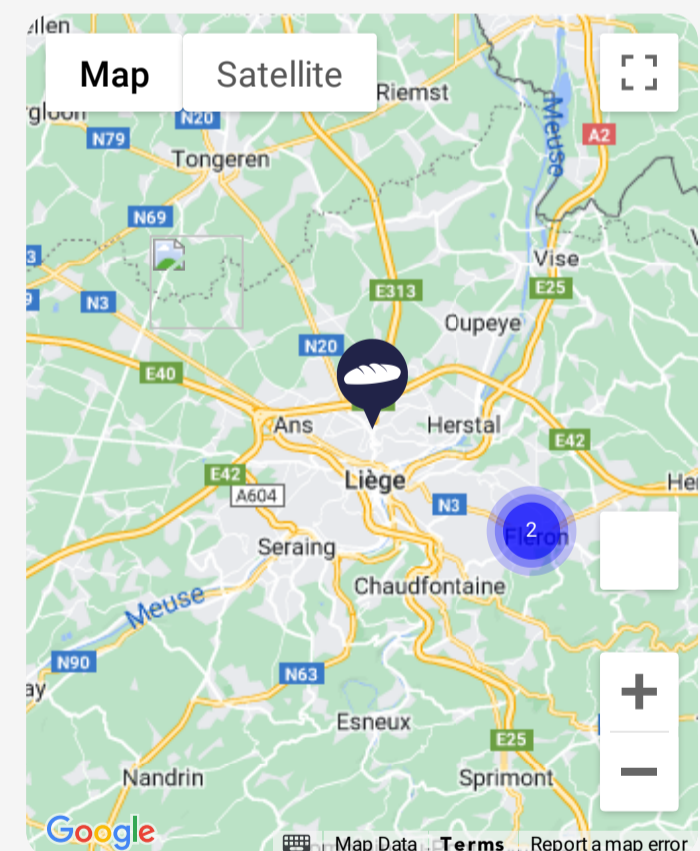 Map
Satellite
Riemst
N20
N79
A2
Meuse
Tongeren
N69
Vise
E25
E313
N3
Oupeye
N20
E40
Ans
Herstal
E42
Liège
E42
A604
N3
2
Fléron
Seraing
Chaudfontaine
Meuse
N90
N63
Esneux
E25
Nandrin
Sprimont
Google
Map Data
Terms
Report a map error